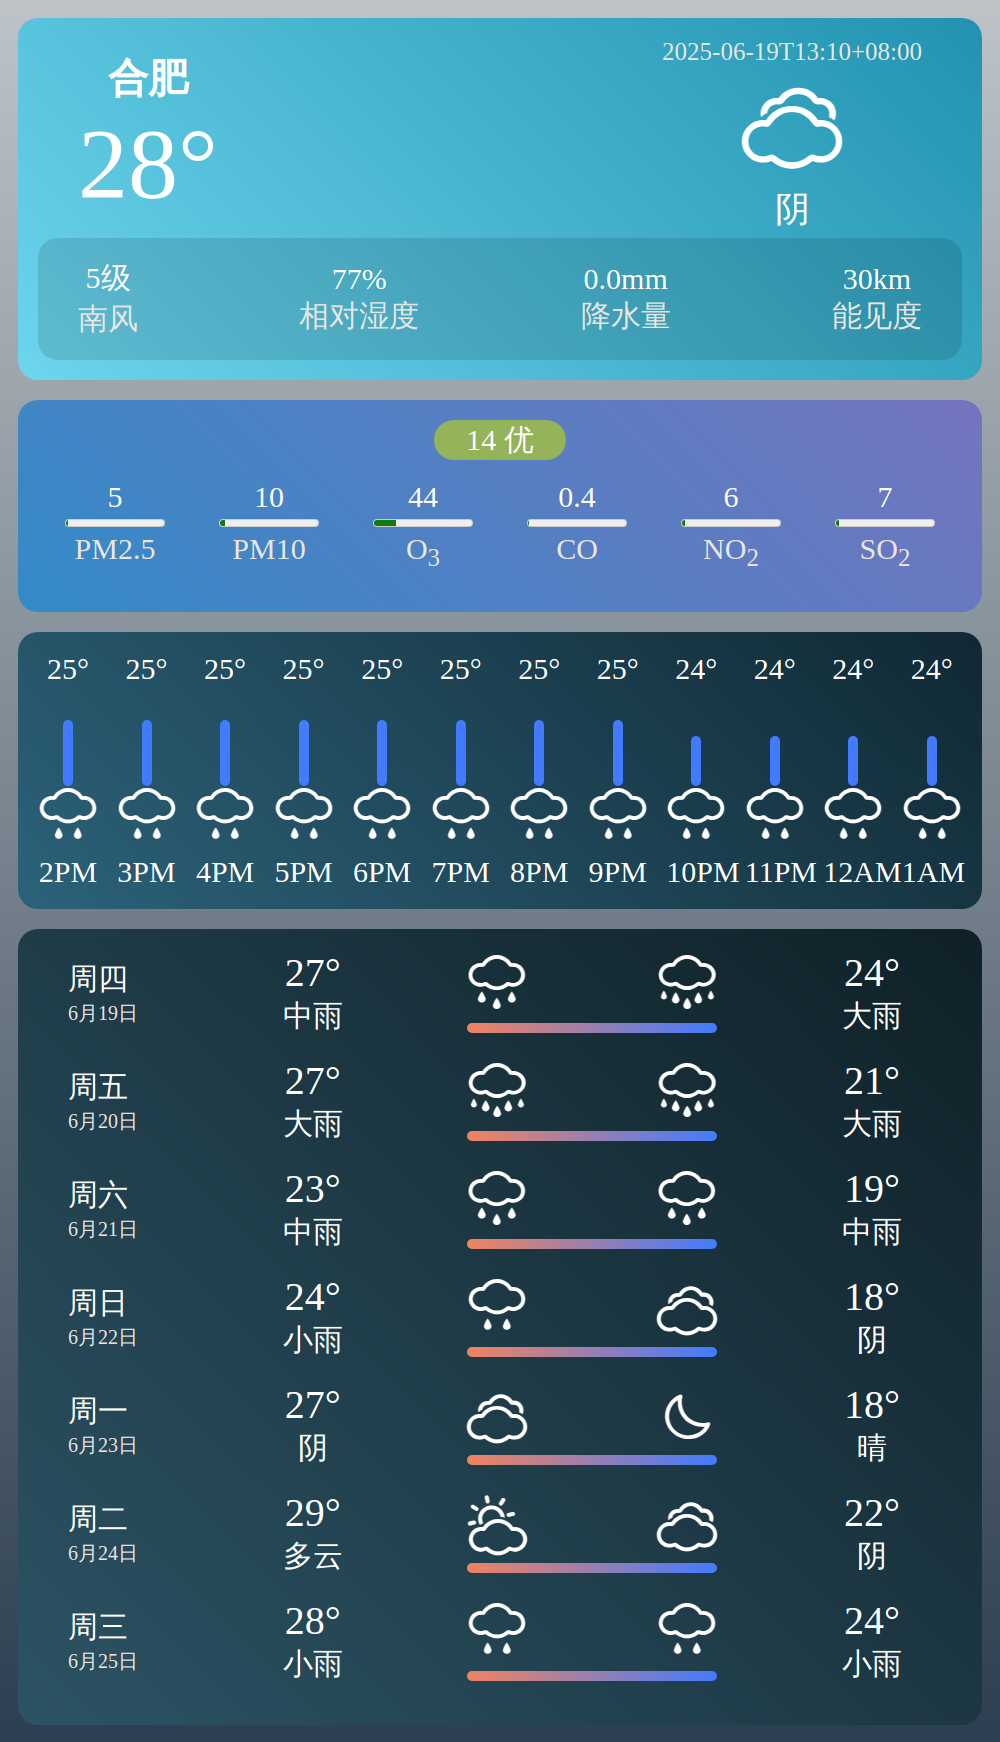 合肥
28°
2025-06-19T13:10+08:00
阴
5级 77% 0.0mm 30km
南风 相对湿度 降水量 能见度
14 优
5 10 44 0.4 6 7
PM2.5 PM10 O3 CO NO2 SO2
25° 25° 25° 25° 25° 25° 25° 25° 24° 24° 24° 24°
2PM 3PM 4PM 5PM 6PM 7PM 8PM 9PM 10PM 11PM 12AM 1AM
周四 27° 24°
6月19日 中雨 大雨
周五 27° 21°
6月20日 大雨 大雨
周六 23° 19°
6月21日 中雨 中雨
周日 24° 18°
6月22日 小雨 阴
周一 27° 18°
6月23日 阴 晴
周二 29° 22°
6月24日 多云 阴
周三 28° 24°
6月25日 小雨 小雨